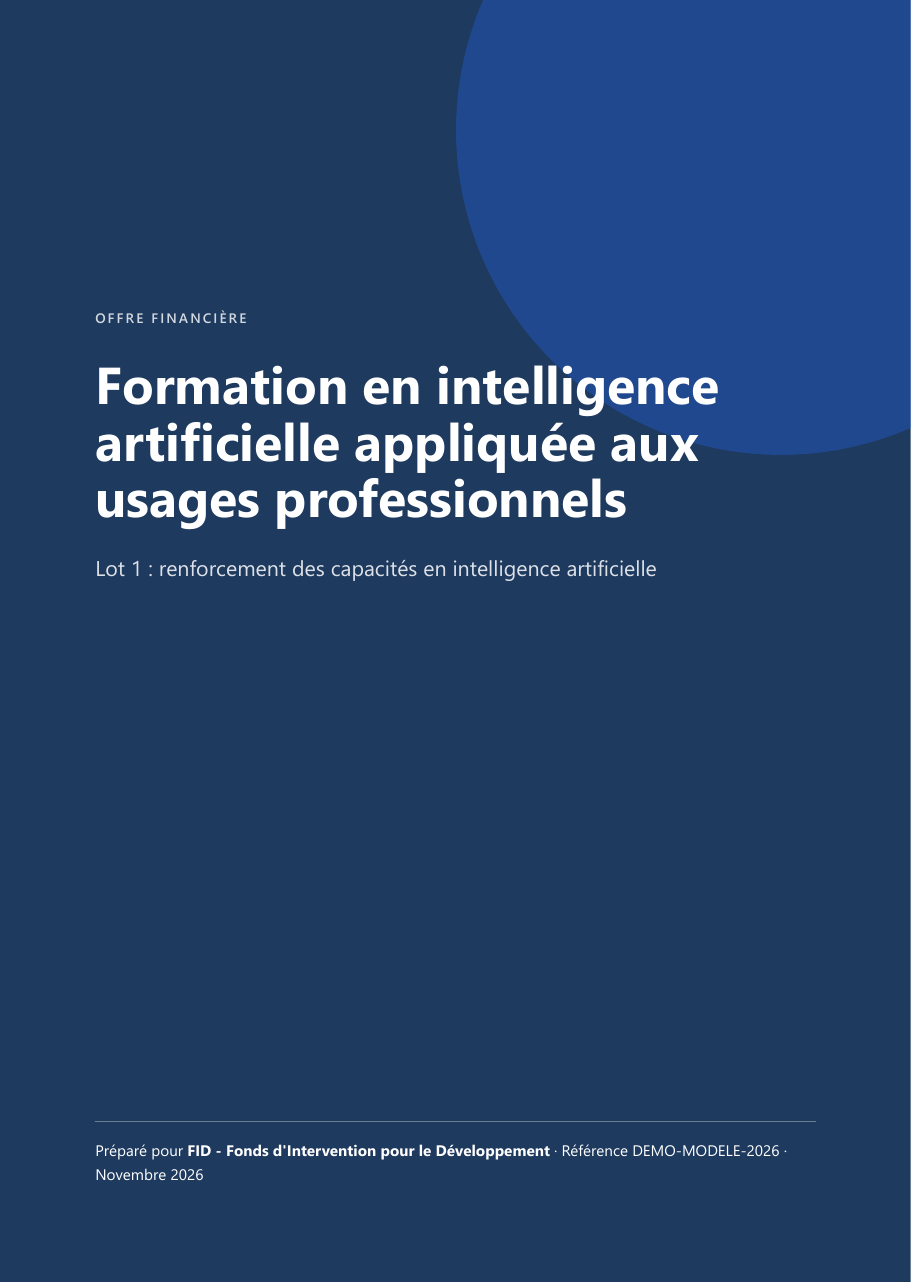 OFFRE FINANCIÈRE
Formation en intelligence
artificielle appliquée aux
usages professionnels
Lot 1 : renforcement des capacités en intelligence artificielle
Préparé pour FID - Fonds d'Intervention pour le Développement · Référence DEMO-MODELE-2026 ·
Novembre 2026